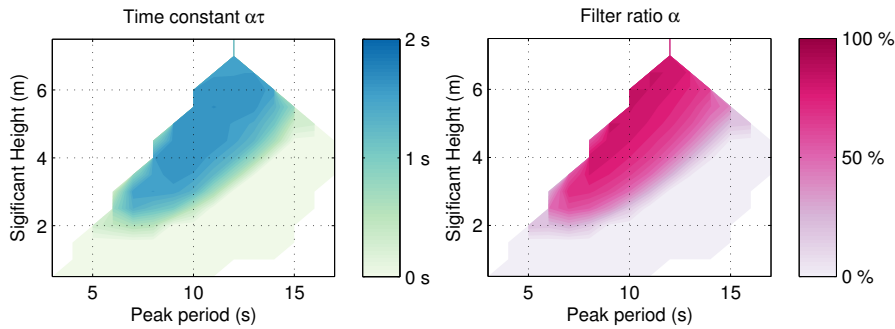 Time constant ατ
Sigificant Height (m)
6
4
2
5
10
15
Peak period (s)
2 s
1 s
0 s
Filter ratio α
Sigificant Height (m)
6
4
2
5
10
15
Peak period (s)
100 %
50 %
0 %